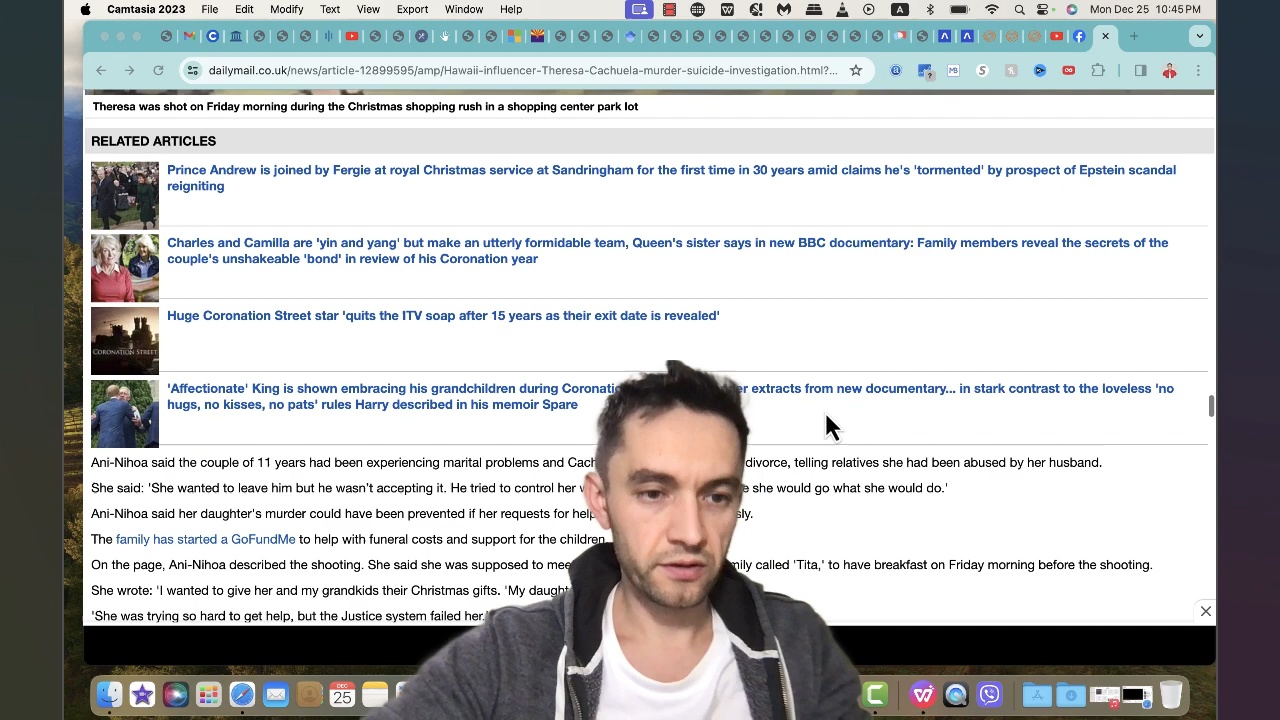 Camtasia 2023 File Edit Modify Text View Export Window Help
A
Mon Dec 25 10:45 PM
dailymail.co.uk/news/article-12899595/amp/Hawaii-influencer-Theresa-Cachuela-murder-suicide-investigation.html?...
Theresa was shot on Friday morning during the Christmas shopping rush in a shopping center park lot
RELATED ARTICLES
Prince Andrew is joined by Fergie at royal Christmas service at Sandringham for the first time in 30 years amid claims he's 'tormented' by prospect of Epstein scandal
reigniting
Charles and Camilla are 'yin and yang' but make an utterly formidable team, Queen's sister says in new BBC documentary: Family members reveal the secrets of the
couple's unshakeable 'bond' in review of his Coronation year
Huge Coronation Street star 'quits the ITV soap after 15 years as their exit date is revealed'
CORONATION STREET
'Affectionate' King is shown embracing his grandchildren during Coronatio er extracts from new documentary... in stark contrast to the loveless 'no
hugs, no kisses, no pats' rules Harry described in his memoir Spare
Ani-Nihoa said the couple of 11 years had been experiencing marital problems and Cach divorce, telling relatives she had been abused by her husband.
She said: 'She wanted to leave him but he wasn't accepting it. He tried to control her w e she would go what she would do.'
Ani-Nihoa said her daughter's murder could have been prevented if her requests for help sly.
The family has started a GoFundMe to help with funeral costs and support for the children.
On the page, Ani-Nihoa described the shooting. She said she was supposed to mee mily called 'Tita,' to have breakfast on Friday morning before the shooting.
She wrote: 'I wanted to give her and my grandkids their Christmas gifts. 'My daught
'She was trying so hard to get help, but the Justice system failed her.'
DEC
25